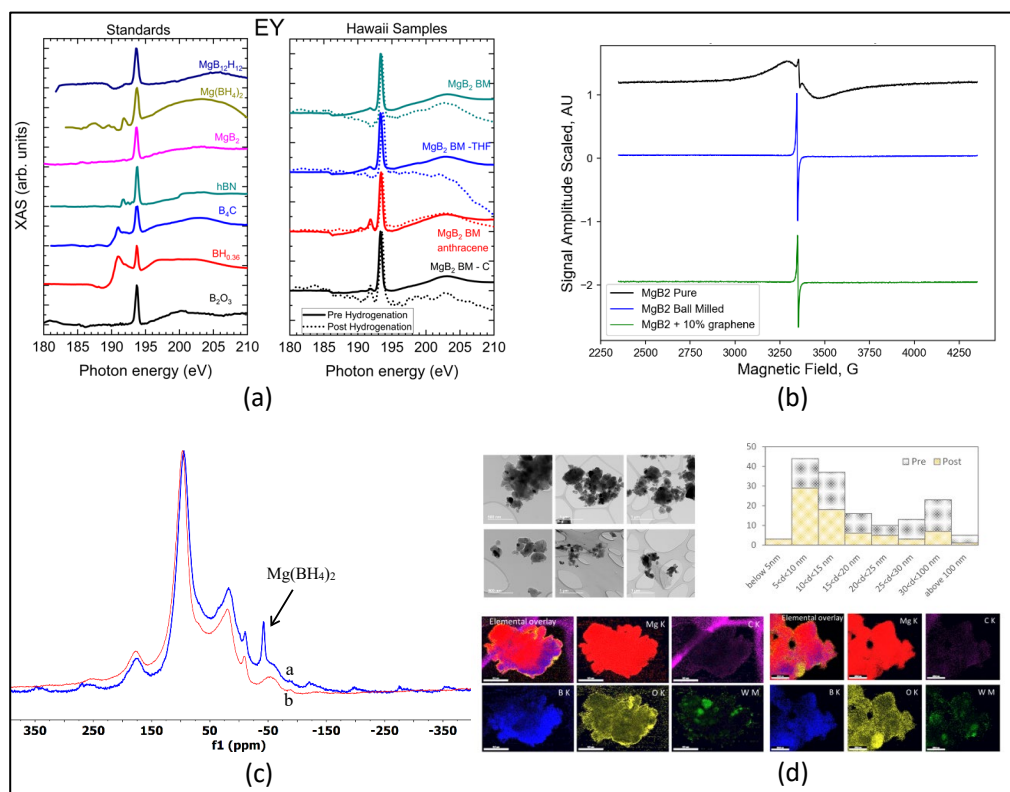 EY
Standards
Hawaii Samples
XAS (arb. units)
MgB₁₂H₁₂
Mg(BH₄)₂
MgB₂
hBN
B₄C
BH₀.₃₆
B₂O₃
180 185 190 195 200 205 210
Photon energy (eV)
MgB₂ BM
MgB₂ BM -THF
MgB₂ BM
anthracene
MgB₂ BM - C
Pre Hydrogenation
Post Hydrogenation
180 185 190 195 200 205 210
Photon energy (eV)
(a)
Signal Amplitude Scaled, AU
1
0
−1
−2
MgB2 Pure
MgB2 Ball Milled
MgB2 + 10% graphene
2250 2500 2750 3000 3250 3500 3750 4000 4250
Magnetic Field, G
(b)
Mg(BH₄)₂
a
b
350 250 150 50 -50 -150 -250 -350
f1 (ppm)
(c)
50
40
30
20
10
0
Pre Post
below 5nm
5<d<10 nm
10<d<15 nm
15<d<20 nm
20<d<25 nm
25<d<30 nm
30<d<100 nm
above 100 nm
Elemental overlay Mg K C K
B K O K W M
Elemental overlay Mg K C K
B K O K W M
(d)